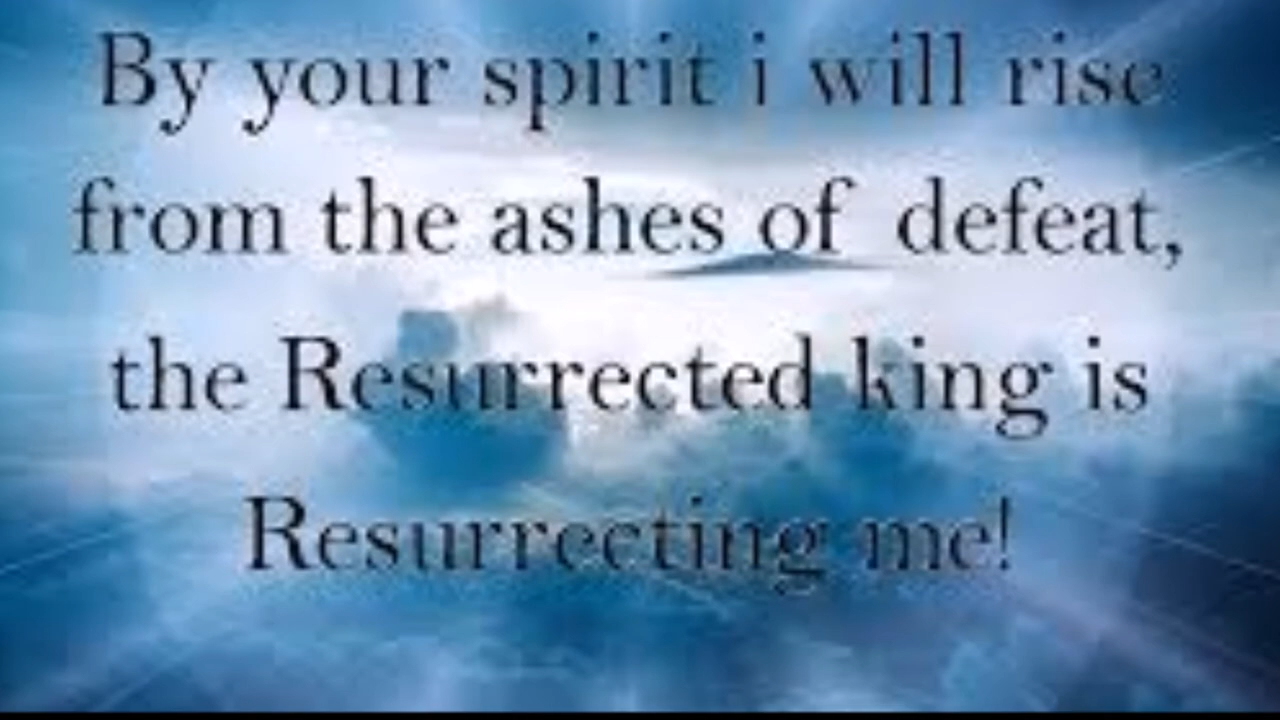 By your spirit i will rise
from the ashes of defeat,
the Resurrected king is
Resurrecting me!